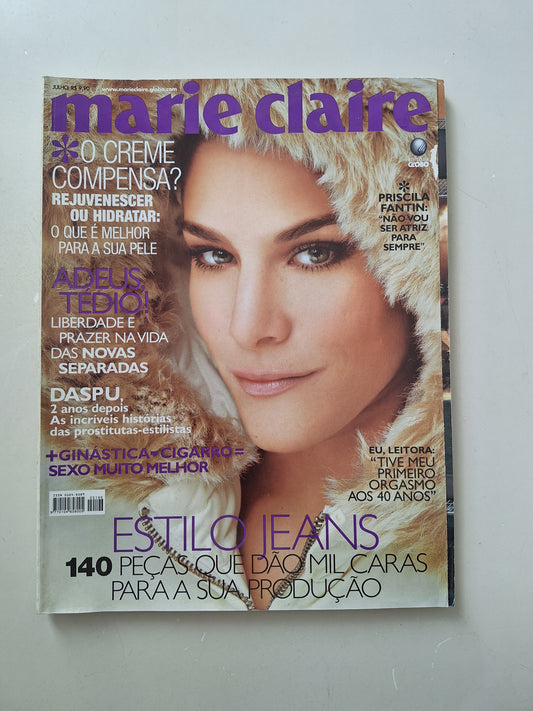 JULHO R$ 9,90
www.marieclaire.globo.com
marie claire
*O CREME
COMPENSA?
REJUVENESCER
OU HIDRATAR:
O QUE É MELHOR
PARA A SUA PELE
GLOBO
*
PRISCILA
FANTIN:
"NÃO VOU
SER ATRIZ
PARA
SEMPRE"
ADEUS,
TÉDIO!
LIBERDADE E
PRAZER NA VIDA
DAS NOVAS
SEPARADAS
DASPU,
2 anos depois
As incríveis histórias
das prostitutas-estilistas
+GINÁSTICA-CIGARRO=
SEXO MUITO MELHOR
EU, LEITORA:
"TIVE MEU
PRIMEIRO
ORGASMO
AOS 40 ANOS"
ESTILO JEANS
140 PEÇAS QUE DÃO MIL CARAS
PARA A SUA PRODUÇÃO